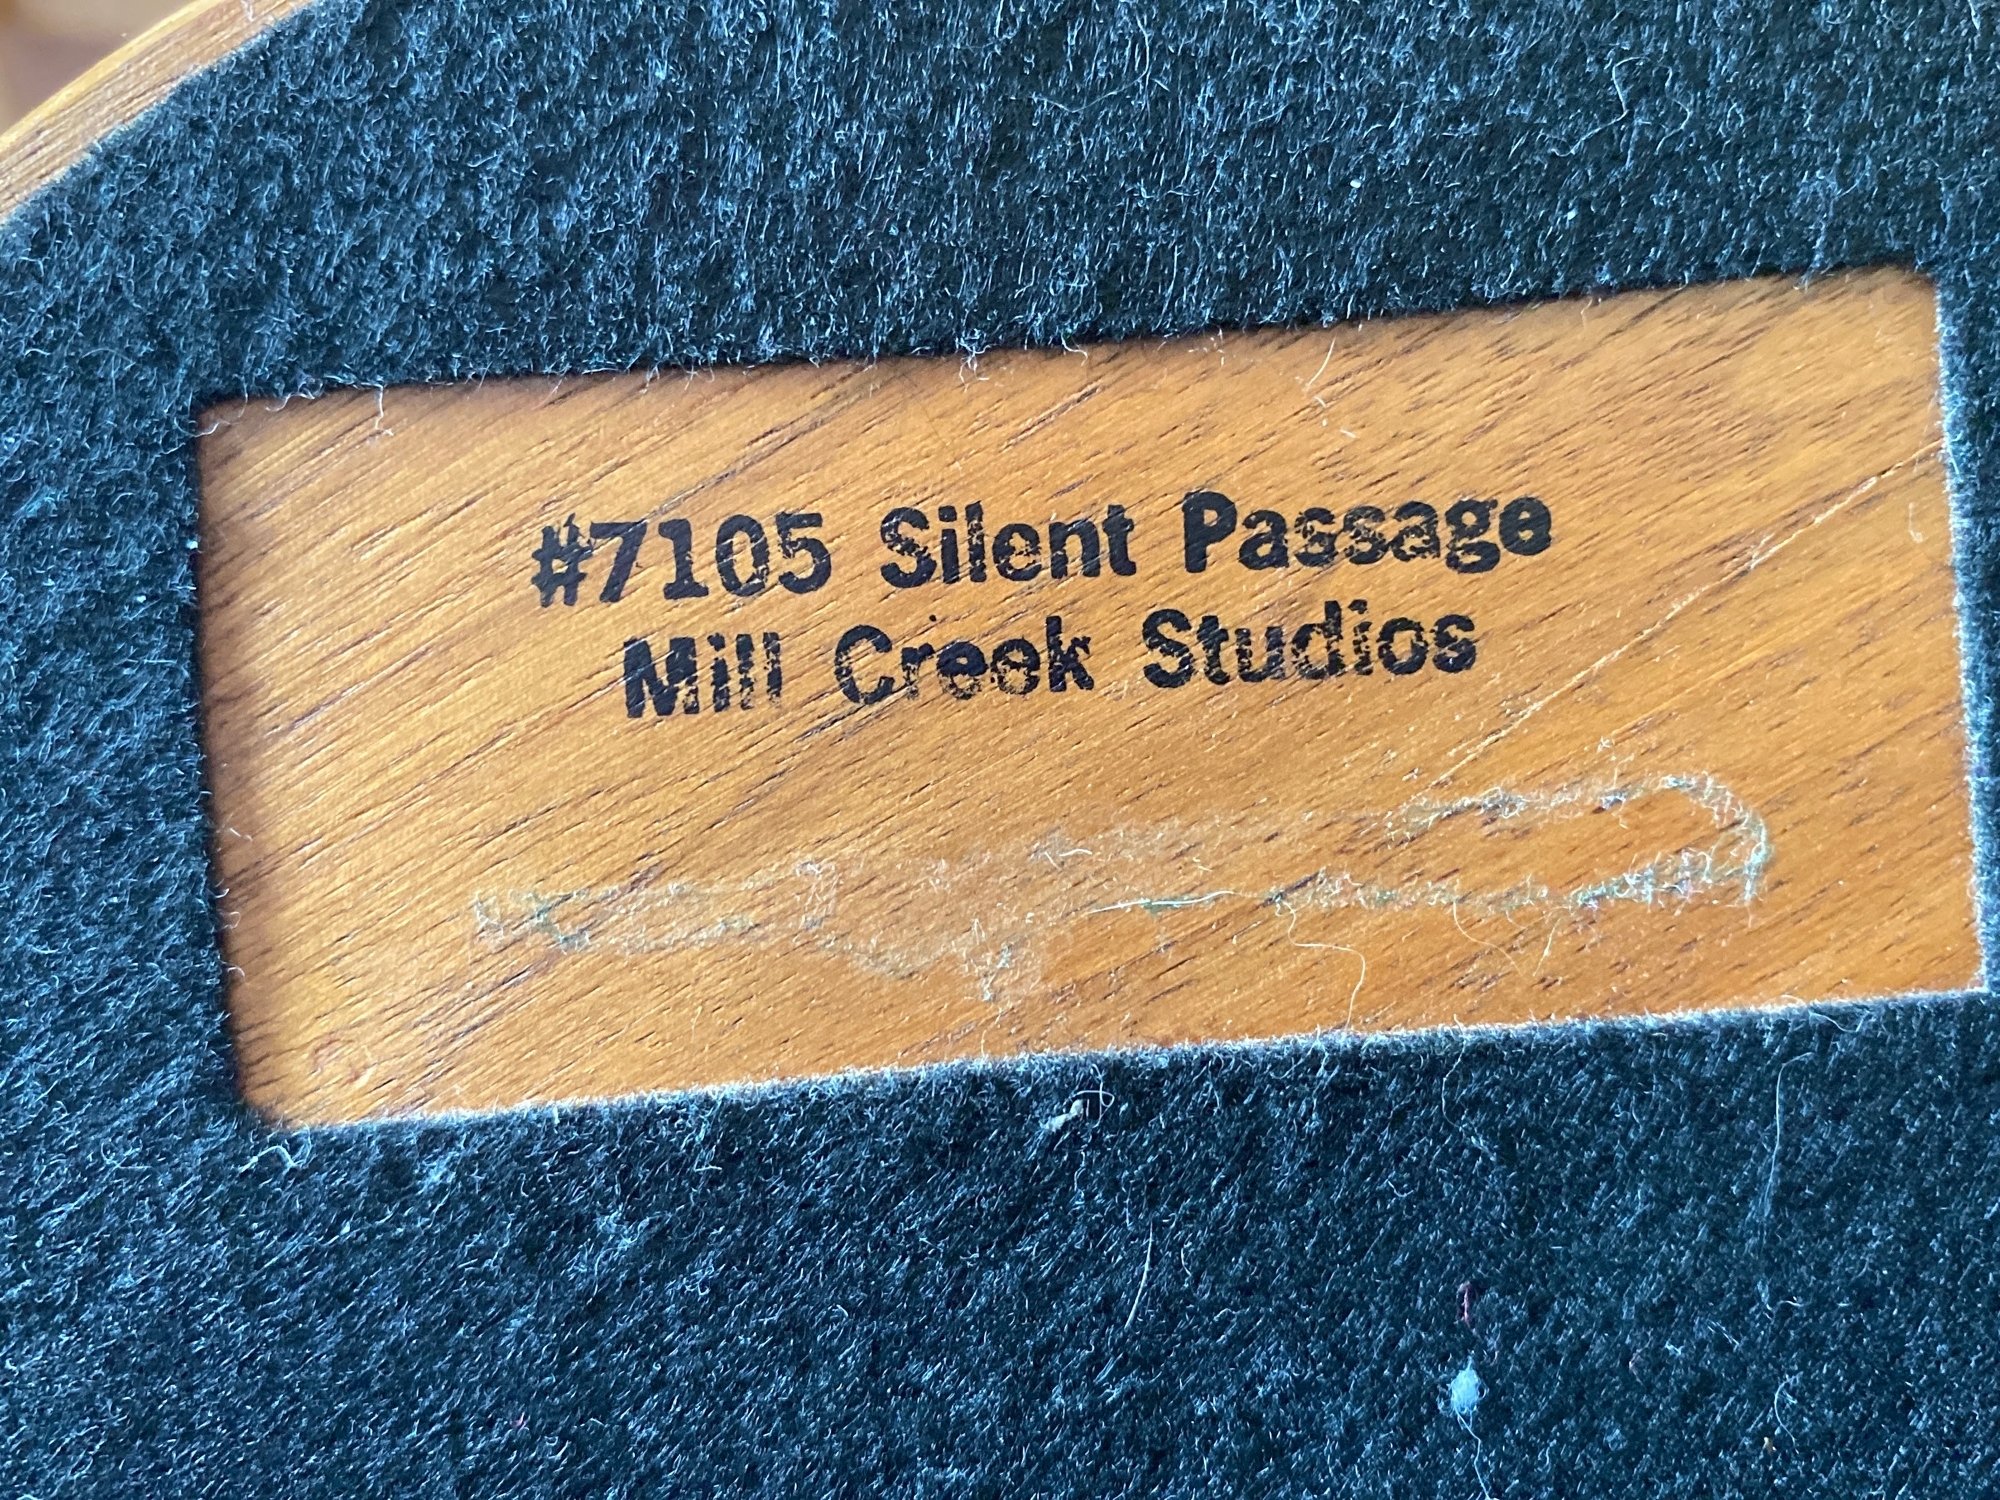 #7105 Silent Passage
Mill Creek Studios